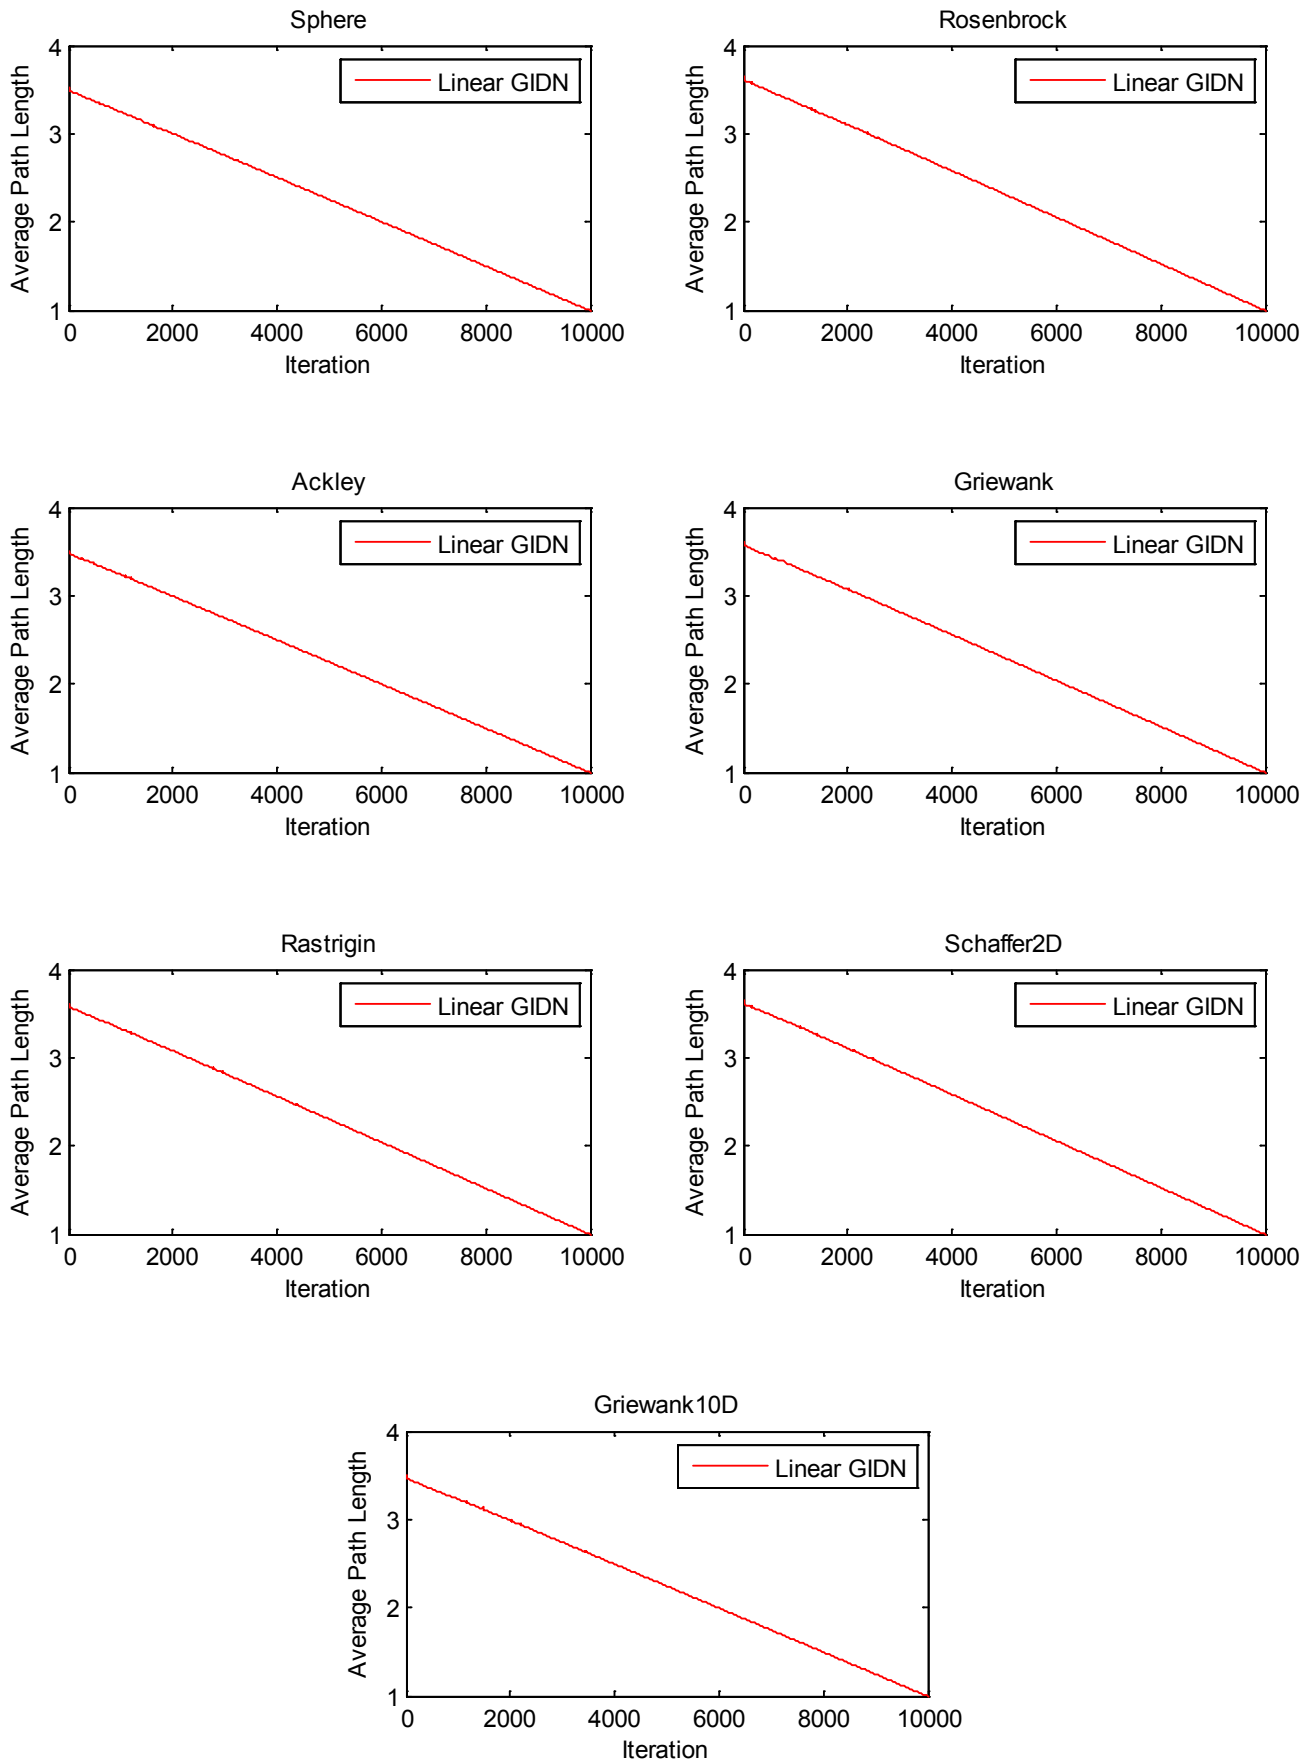 Sphere
4
3
2
1
Average Path Length
Linear GIDN
0 2000 4000 6000 8000 10000
Iteration
Rosenbrock
4
3
2
1
Average Path Length
Linear GIDN
0 2000 4000 6000 8000 10000
Iteration
Ackley
4
3
2
1
Average Path Length
Linear GIDN
0 2000 4000 6000 8000 10000
Iteration
Griewank
4
3
2
1
Average Path Length
Linear GIDN
0 2000 4000 6000 8000 10000
Iteration
Rastrigin
4
3
2
1
Average Path Length
Linear GIDN
0 2000 4000 6000 8000 10000
Iteration
Schaffer2D
4
3
2
1
Average Path Length
Linear GIDN
0 2000 4000 6000 8000 10000
Iteration
Griewank10D
4
3
2
1
Average Path Length
Linear GIDN
0 2000 4000 6000 8000 10000
Iteration